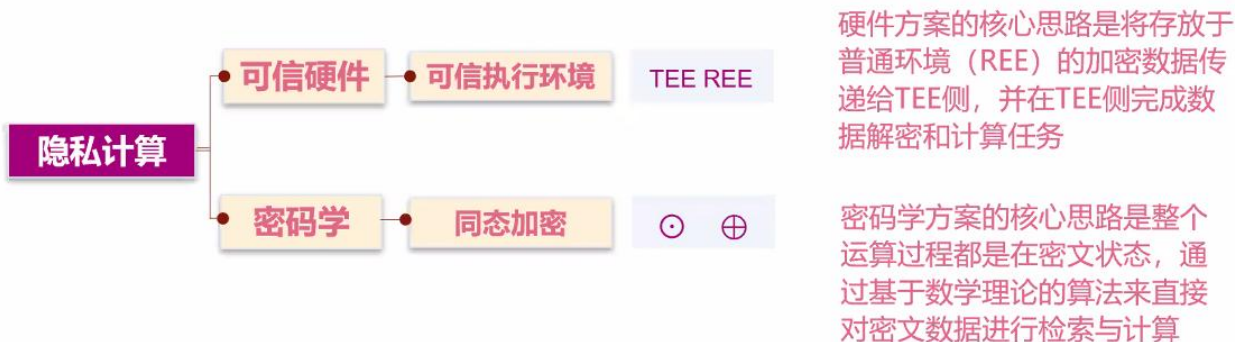 隐私计算
可信硬件
可信执行环境
TEE REE
硬件方案的核心思路是将存放于
普通环境（REE）的加密数据传
递给TEE侧，并在TEE侧完成数
据解密和计算任务
密码学
同态加密
⊙ ⊕
密码学方案的核心思路是整个
运算过程都是在密文状态，通
过基于数学理论的算法来直接
对密文数据进行检索与计算